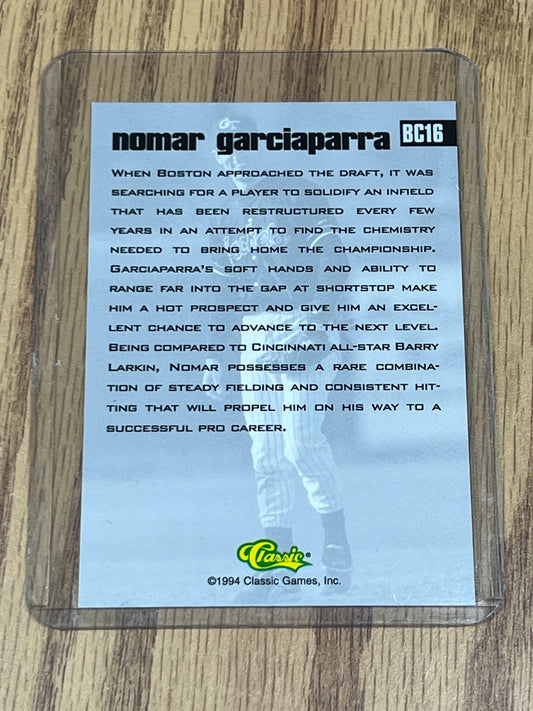 nomar garciaparra BC16
WHEN BOSTON APPROACHED THE DRAFT, IT WAS
SEARCHING FOR A PLAYER TO SOLIDIFY AN INFIELD
THAT HAS BEEN RESTRUCTURED EVERY FEW
YEARS IN AN ATTEMPT TO FIND THE CHEMISTRY
NEEDED TO BRING HOME THE CHAMPIONSHIP.
GARCIAPARRA'S SOFT HANDS AND ABILITY TO
RANGE FAR INTO THE GAP AT SHORTSTOP MAKE
HIM A HOT PROSPECT AND GIVE HIM AN EXCEL-
LENT CHANCE TO ADVANCE TO THE NEXT LEVEL.
BEING COMPARED TO CINCINNATI ALL-STAR BARRY
LARKIN, NOMAR POSSESSES A RARE COMBINA-
TION OF STEADY FIELDING AND CONSISTENT HIT-
TING THAT WILL PROPEL HIM ON HIS WAY TO A
SUCCESSFUL PRO CAREER.
Classic®
©1994 Classic Games, Inc.